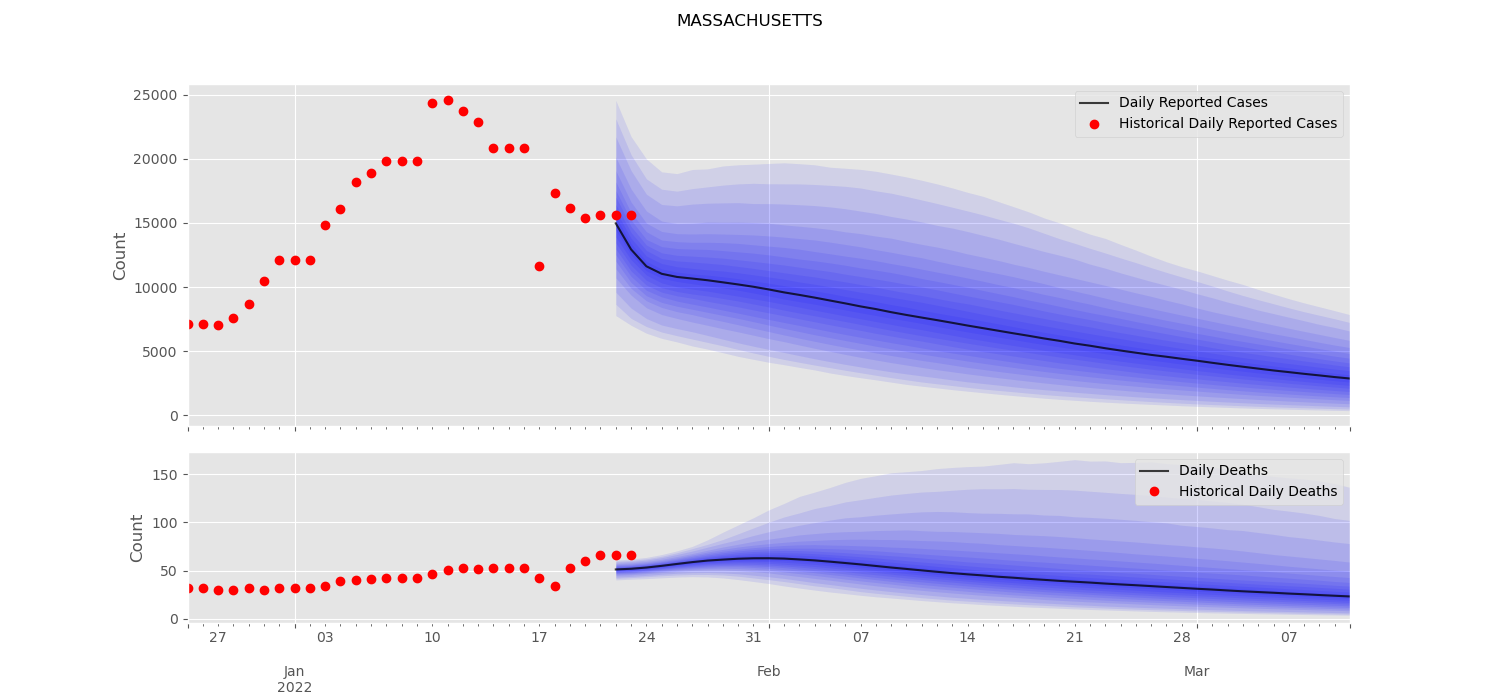 MASSACHUSETTS
25000
20000
15000
10000
5000
0
Count
Daily Reported Cases
Historical Daily Reported Cases
150
100
50
0
Count
Daily Deaths
Historical Daily Deaths
27 03 10 17 24 31 07 14 21 28 07
Jan Feb Mar
2022